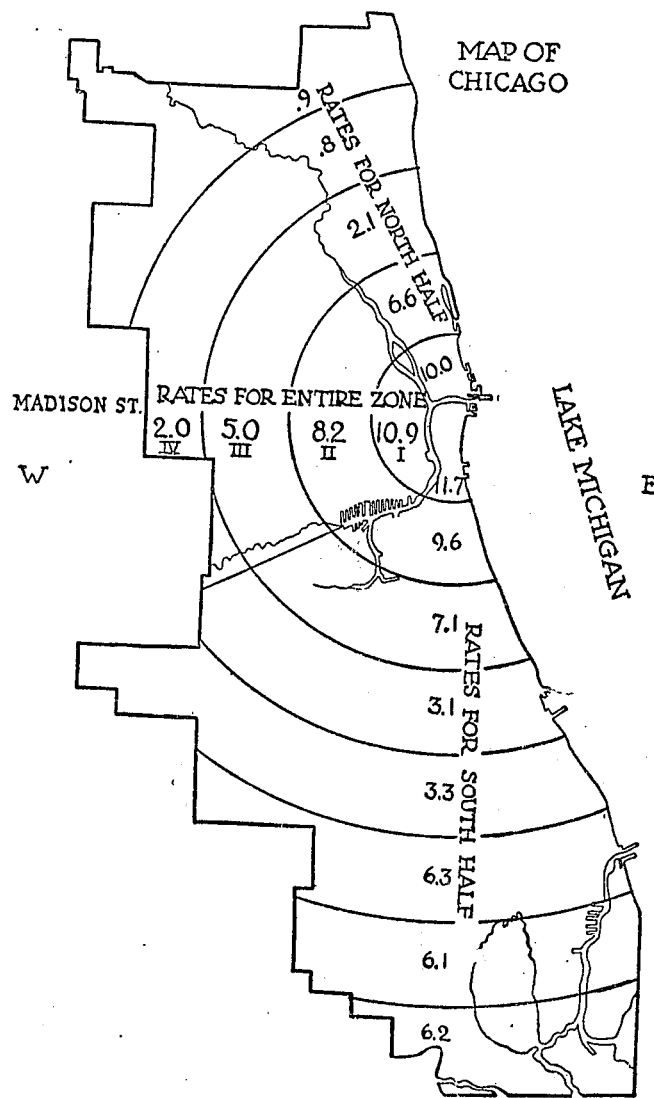 MAP OF
CHICAGO
.9
RATES FOR NORTH HALF
.8
2.1
6.6
10.0
MADISON ST.
RATES FOR ENTIRE ZONE
2.0 5.0 8.2 10.9
IV III II I
W
E
LAKE MICHIGAN
11.7
9.6
7.1
RATES FOR SOUTH HALF
3.1
3.3
6.3
6.1
6.2